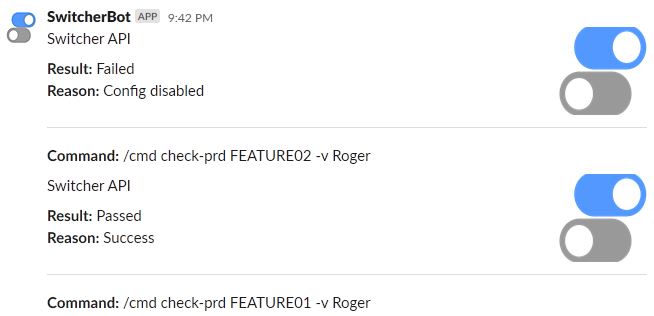 SwitcherBot APP 9:42 PM
Switcher API
Result: Failed
Reason: Config disabled
Command: /cmd check-prd FEATURE02 -v Roger
Switcher API
Result: Passed
Reason: Success
Command: /cmd check-prd FEATURE01 -v Roger